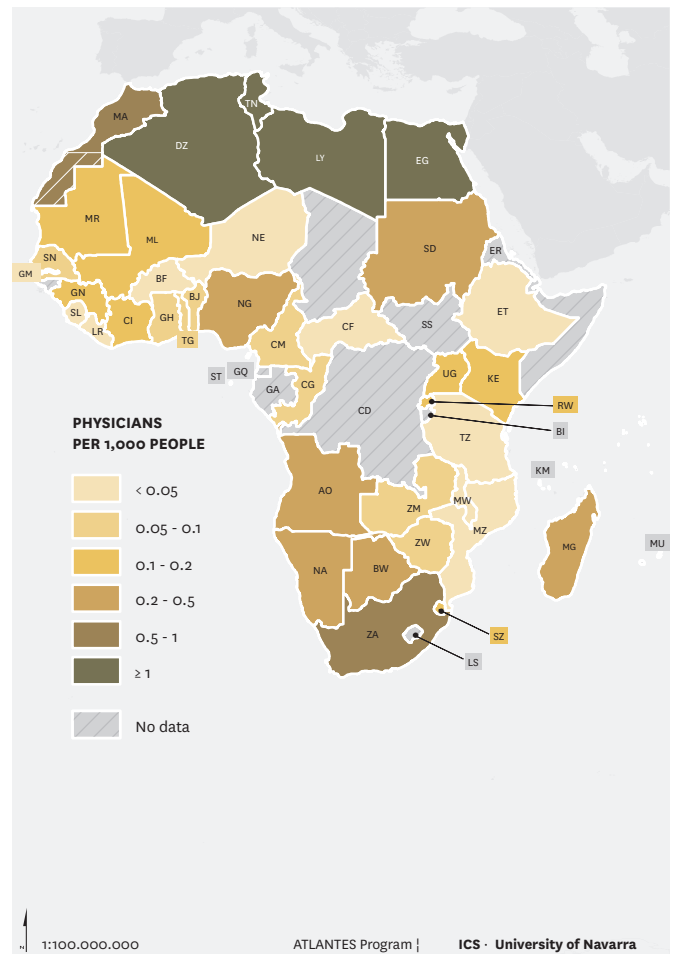 TN
MA
DZ
LY
EG
MR
ML
NE
SD
SN
ER
GM
BF
GN
BJ
NG
ET
SL
CI
GH
LR
CF
SS
TG
CM
UG
KE
ST
GQ
GA
CG
CD
RW
BI
PHYSICIANS
PER 1,000 PEOPLE
TZ
KM
< 0.05
AO
MW
ZM
0.05 - 0.1
MZ
ZW
MG
MU
0.1 - 0.2
NA
BW
0.2 - 0.5
ZA
0.5 - 1
SZ
LS
≥ 1
No data
N
1:100.000.000
ATLANTES Program ¦ ICS · University of Navarra